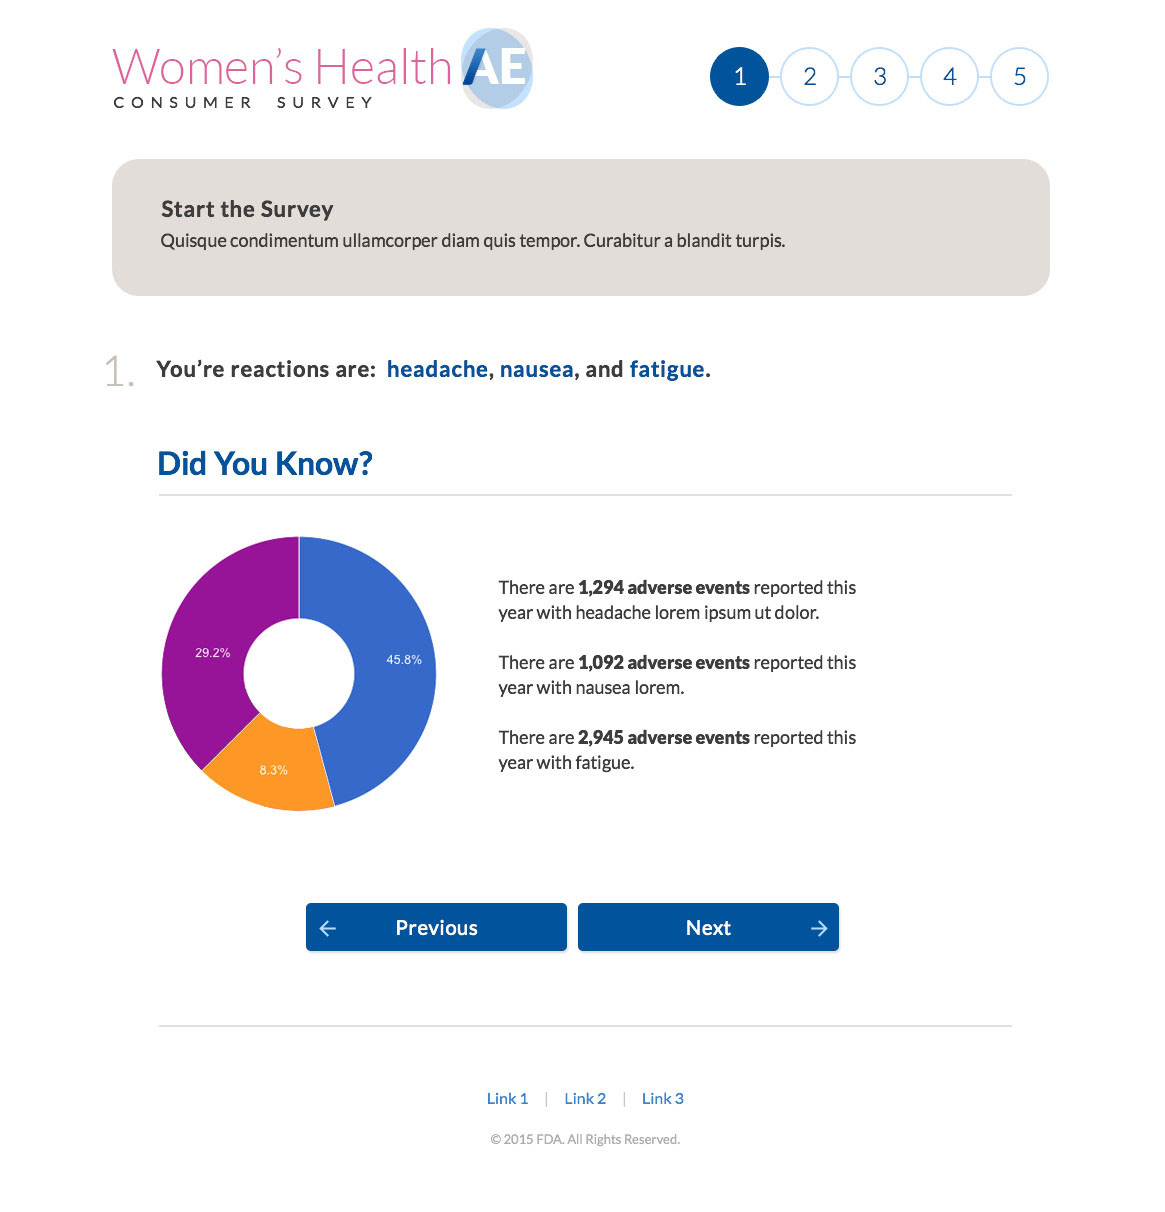 Women's Health AE
CONSUMER SURVEY
1 2 3 4 5
Start the Survey
Quisque condimentum ullamcorper diam quis tempor. Curabitur a blandit turpis.
1. You’re reactions are: headache, nausea, and fatigue.
Did You Know?
29.2%
45.8%
8.3%
There are 1,294 adverse events reported this
year with headache lorem ipsum ut dolor.
There are 1,092 adverse events reported this
year with nausea lorem.
There are 2,945 adverse events reported this
year with fatigue.
Previous
Next
Link 1 | Link 2 | Link 3
© 2015 FDA. All Rights Reserved.